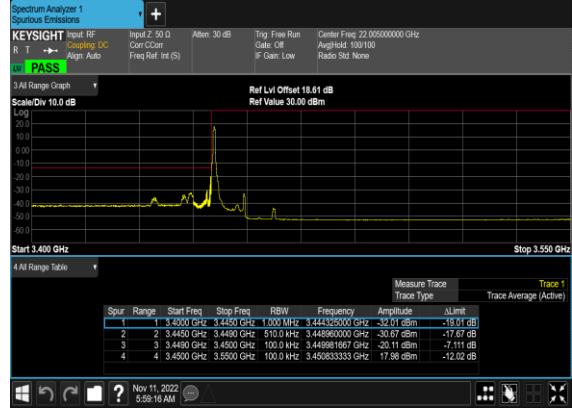 Spectrum Analyzer 1
Spurious Emissions
+
KEYSIGHT Input: RF Input Z: 50 Ω Atten: 30 dB Trig: Free Run Center Freq: 22.005000000 GHz
R T Coupling: DC Corr CCorr Gate: Off Avg|Hold: 100/100
Align: Auto Freq Ref: Int (S) IF Gain: Low Radio Std: None
LW PASS
3 All Range Graph Ref Lvl Offset 18.61 dB
Scale/Div 10.0 dB Ref Value 30.00 dBm
Log
20.0
10.0
0.00
-10.0
-20.0
-30.0
-40.0
-50.0
-60.0
Start 3.400 GHz Stop 3.550 GHz
4 All Range Table
Measure Trace Trace 1
Trace Type Trace Average (Active)
Spur Range Start Freq Stop Freq RBW Frequency Amplitude ΔLimit
1 1 3.4000 GHz 3.4450 GHz 1.000 MHz 3.444325000 GHz -32.01 dBm -19.01 dB
2 2 3.4450 GHz 3.4490 GHz 510.0 kHz 3.448960000 GHz -30.67 dBm -17.67 dB
3 3 3.4490 GHz 3.4500 GHz 100.0 kHz 3.449981667 GHz -20.11 dBm -7.111 dB
4 4 3.4500 GHz 3.5500 GHz 100.0 kHz 3.450833333 GHz 17.98 dBm -12.02 dB
? Nov 11, 2022
5:59:16 AM